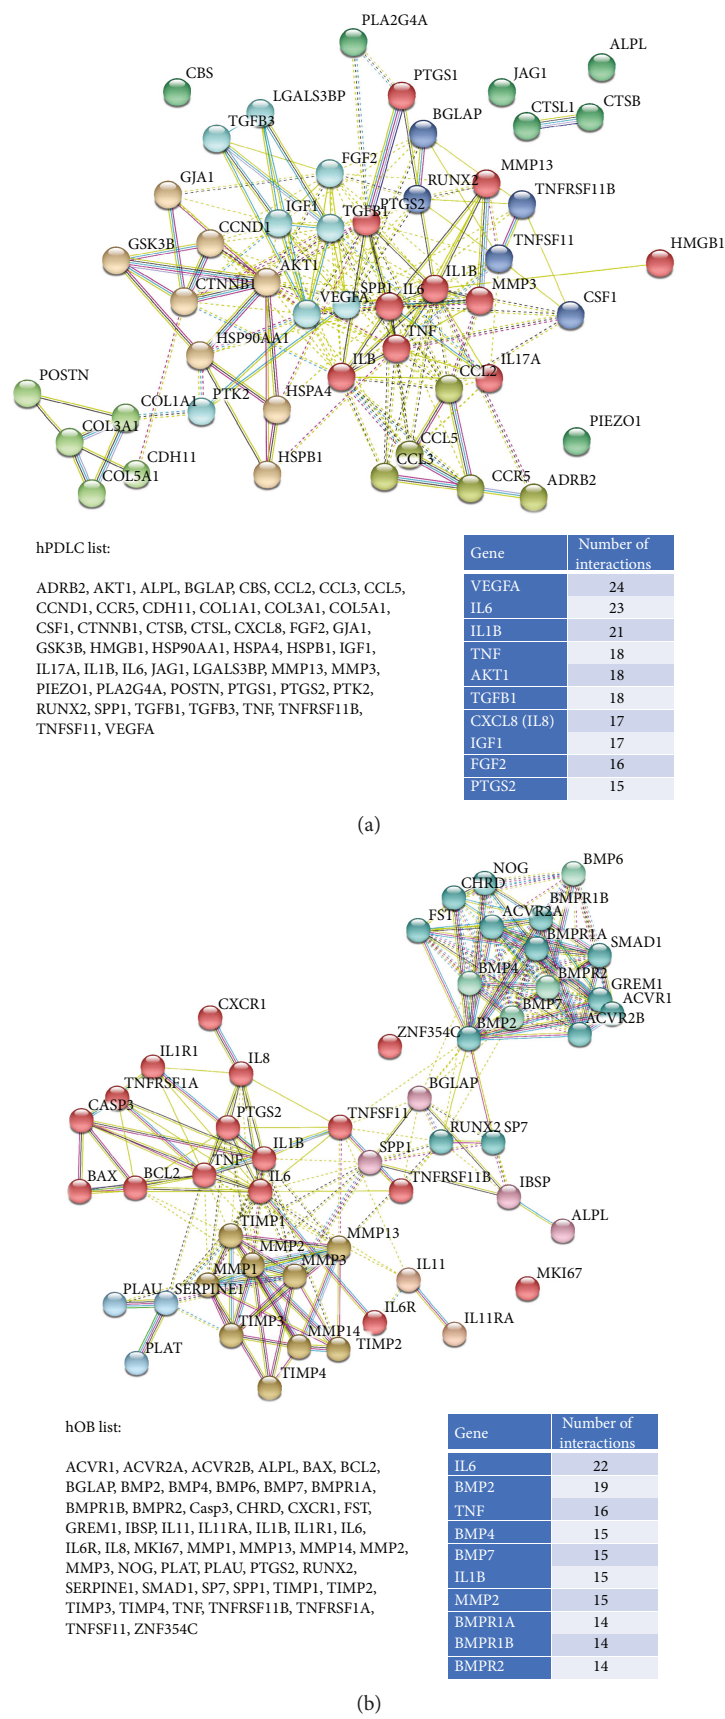 PLA2G4A
ALPL
CBS
PTGS1
JAG1
LGALS3BP
CTSB
CTSL1
TGFB3
BGLAP
FGF2
MMP13
GJA1
RUNX2
TNFRSF11B
IGF1
PTGS2
TGFB1
CCND1
GSK3B
TNFSF11
HMGB1
AKT1
IL1B
CTNNB1
SPP1
IL6
MMP3
VEGFA
CSF1
HSP90AA1
TNF
ILB
IL17A
POSTN
CCL2
COL1A1
PTK2
HSPA4
COL3A1
PIEZO1
CCL5
CDH11
HSPB1
CCL3
COL5A1
CCR5
ADRB2
hPDLC list:
ADRB2, AKT1, ALPL, BGLAP, CBS, CCL2, CCL3, CCL5,
CCND1, CCR5, CDH11, COL1A1, COL3A1, COL5A1,
CSF1, CTNNB1, CTSB, CTSL, CXCL8, FGF2, GJA1,
GSK3B, HMGB1, HSP90AA1, HSPA4, HSPB1, IGF1,
IL17A, IL1B, IL6, JAG1, LGALS3BP, MMP13, MMP3,
PIEZO1, PLA2G4A, POSTN, PTGS1, PTGS2, PTK2,
RUNX2, SPP1, TGFB1, TGFB3, TNF, TNFRSF11B,
TNFSF11, VEGFA
Gene Number of
interactions
VEGFA 24
IL6 23
IL1B 21
TNF 18
AKT1 18
TGFB1 18
CXCL8 (IL8) 17
IGF1 17
FGF2 16
PTGS2 15
(a)
BMP6
NOG
CHRD
BMPR1B
FST
ACVR2A
BMPR1A
SMAD1
BMP4
BMPR2
GREM1
ACVR1
CXCR1
BMP7
ACVR2B
ZNF354C
BMP2
IL1R1
IL8
TNFRSF1A
BGLAP
CASP3
PTGS2
TNFSF11
RUNX2
SP7
IL1B
SPP1
TNF
BAX
BCL2
IL6
TNFRSF11B
IBSP
ALPL
TIMP1
MMP13
MMP2
MMP3
IL11
MMP1
MKI67
PLAU
SERPINE1
IL6R
IL11RA
TIMP3
MMP14
TIMP2
PLAT
TIMP4
hOB list:
ACVR1, ACVR2A, ACVR2B, ALPL, BAX, BCL2,
BGLAP, BMP2, BMP4, BMP6, BMP7, BMPR1A,
BMPR1B, BMPR2, Casp3, CHRD, CXCR1, FST,
GREM1, IBSP, IL11, IL11RA, IL1B, IL1R1, IL6,
IL6R, IL8, MKI67, MMP1, MMP13, MMP14, MMP2,
MMP3, NOG, PLAT, PLAU, PTGS2, RUNX2,
SERPINE1, SMAD1, SP7, SPP1, TIMP1, TIMP2,
TIMP3, TIMP4, TNF, TNFRSF11B, TNFRSF1A,
TNFSF11, ZNF354C
Gene Number of
interactions
IL6 22
BMP2 19
TNF 16
BMP4 15
BMP7 15
IL1B 15
MMP2 15
BMPR1A 14
BMPR1B 14
BMPR2 14
(b)